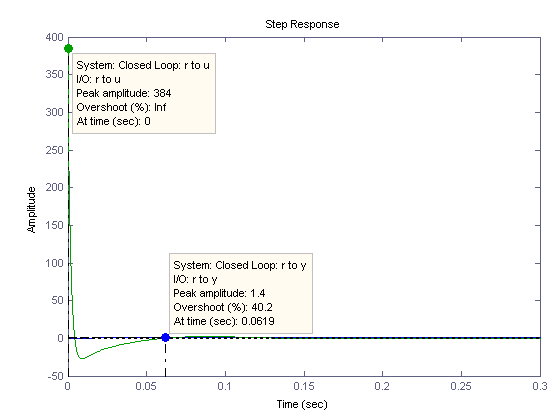 Step Response
400
350
300
250
200
150
100
50
0
-50
Amplitude
System: Closed Loop: r to u
I/O: r to u
Peak amplitude: 384
Overshoot (%): Inf
At time (sec): 0
System: Closed Loop: r to y
I/O: r to y
Peak amplitude: 1.4
Overshoot (%): 40.2
At time (sec): 0.0619
0 0.05 0.1 0.15 0.2 0.25 0.3
Time (sec)